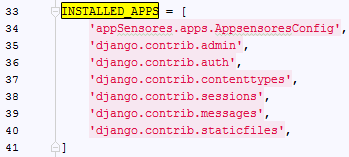 33 INSTALLED_APPS = [
34 'appSensores.apps.AppsensoresConfig',
35 'django.contrib.admin',
36 'django.contrib.auth',
37 'django.contrib.contenttypes',
38 'django.contrib.sessions',
39 'django.contrib.messages',
40 'django.contrib.staticfiles',
41 ]